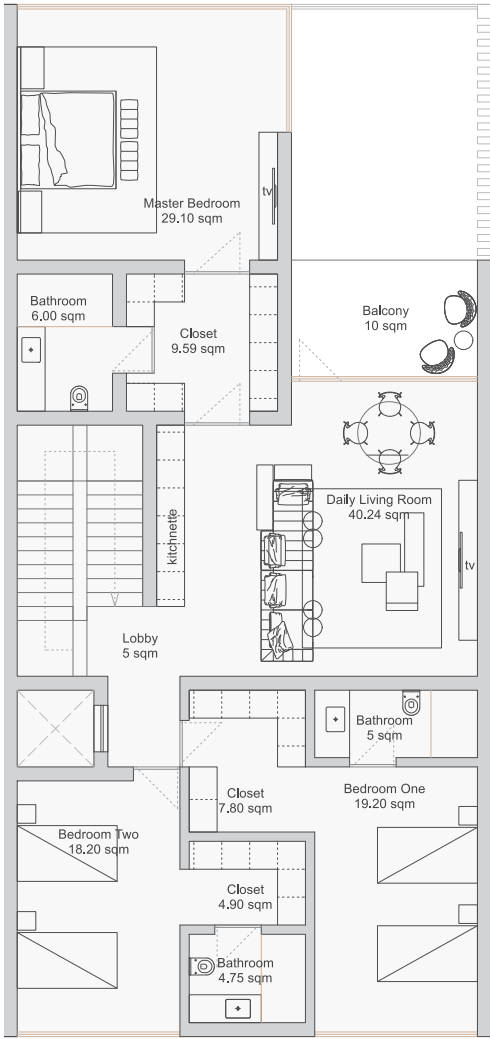 tv
Master Bedroom
29.10 sqm
Bathroom
6.00 sqm
Closet
9.59 sqm
Balcony
10 sqm
kitchnette
Daily Living Room
40.24 sqm
tv
Lobby
5 sqm
Bathroom
5 sqm
Closet
7.80 sqm
Bedroom One
19.20 sqm
Bedroom Two
18.20 sqm
Closet
4.90 sqm
Bathroom
4.75 sqm